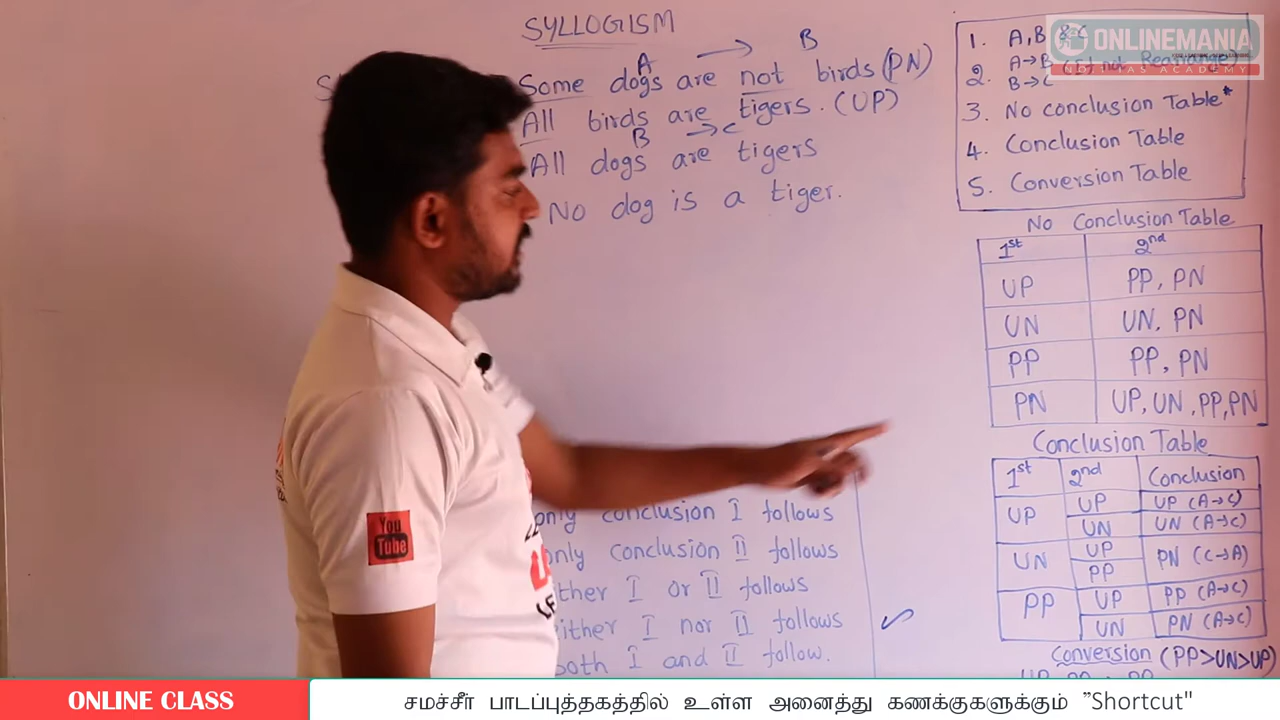 SYLLOGISM
A → B
Some dogs are not birds (PN)
All birds are tigers. (UP)
B → C
All dogs are tigers
No dog is a tiger.
only conclusion I follows
only conclusion II follows
I or II follows
I nor II follows
both I and II follow.
1. A, B & C
2. A→B (If not Rearrange)
B→C
3. No conclusion Table*
4. Conclusion Table
5. Conversion Table
ONLINEMANIA
No Conclusion Table
1st 2nd
UP PP, PN
UN UN, PN
PP PP, PN
PN UP, UN, PP, PN
Conclusion Table
1st 2nd Conclusion
UP UP UP (A→C)
UN UN (A→C)
UN UP PN (C→A)
PP
PP UP PP (A→C)
UN PN (A→C)
Conversion (PP>UN>UP)
You
Tube
ONLINE CLASS
சமச்சீர் பாடப்புத்தகத்தில் உள்ள அனைத்து கணக்குகளுக்கும் ”Shortcut"